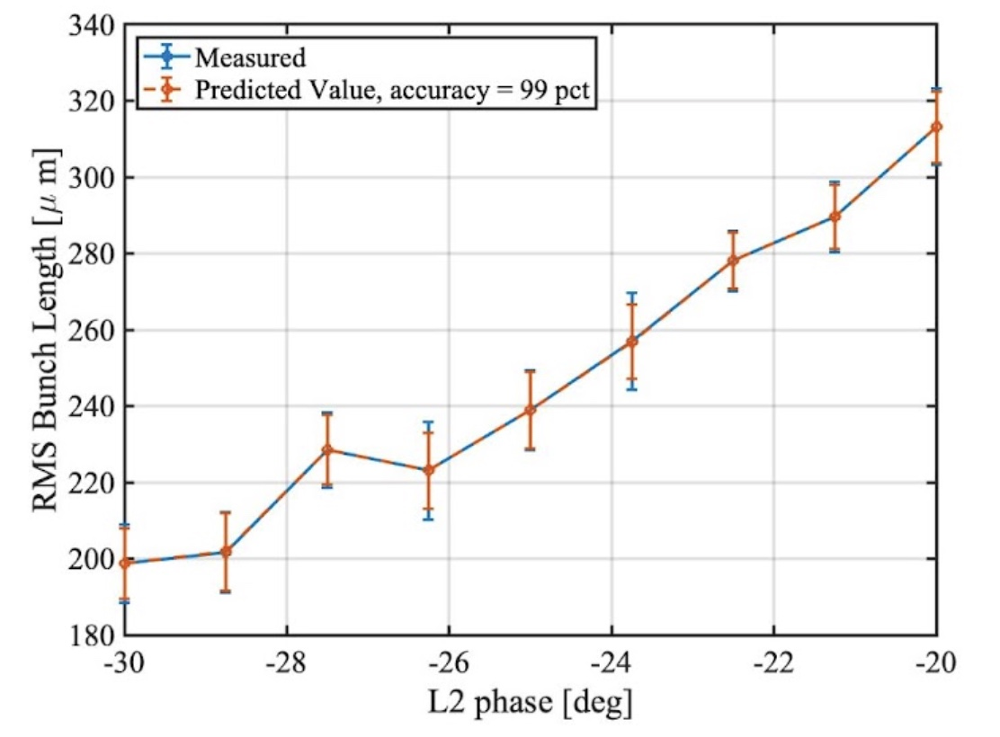 340
320
300
280
260
240
220
200
180
RMS Bunch Length [μ m]
Measured
Predicted Value, accuracy = 99 pct
-30 -28 -26 -24 -22 -20
L2 phase [deg]